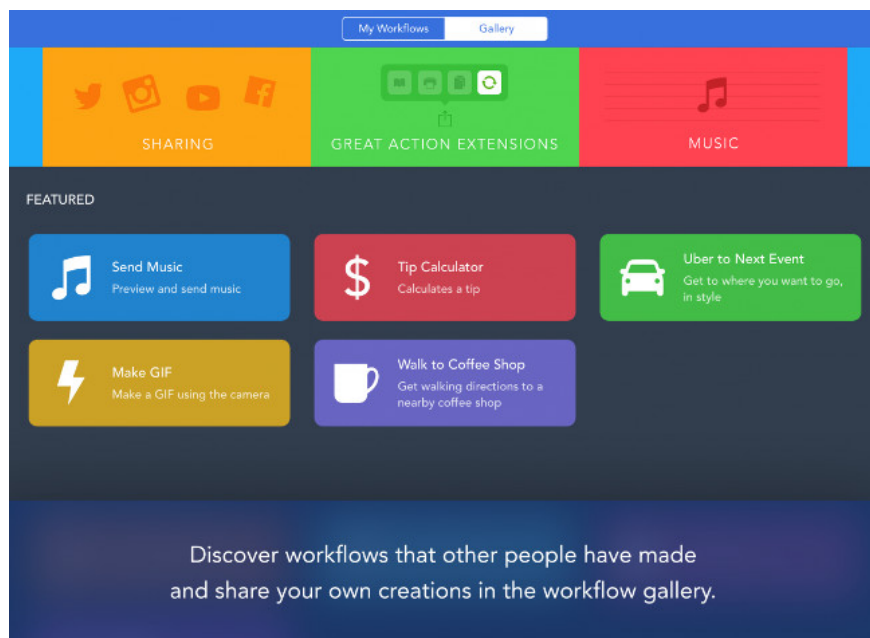 My Workflows
Gallery
SHARING
GREAT ACTION EXTENSIONS
MUSIC
FEATURED
Send Music
Preview and send music
Tip Calculator
Calculates a tip
Uber to Next Event
Get to where you want to go,
in style
Make GIF
Make a GIF using the camera
Walk to Coffee Shop
Get walking directions to a
nearby coffee shop
Discover workflows that other people have made
and share your own creations in the workflow gallery.